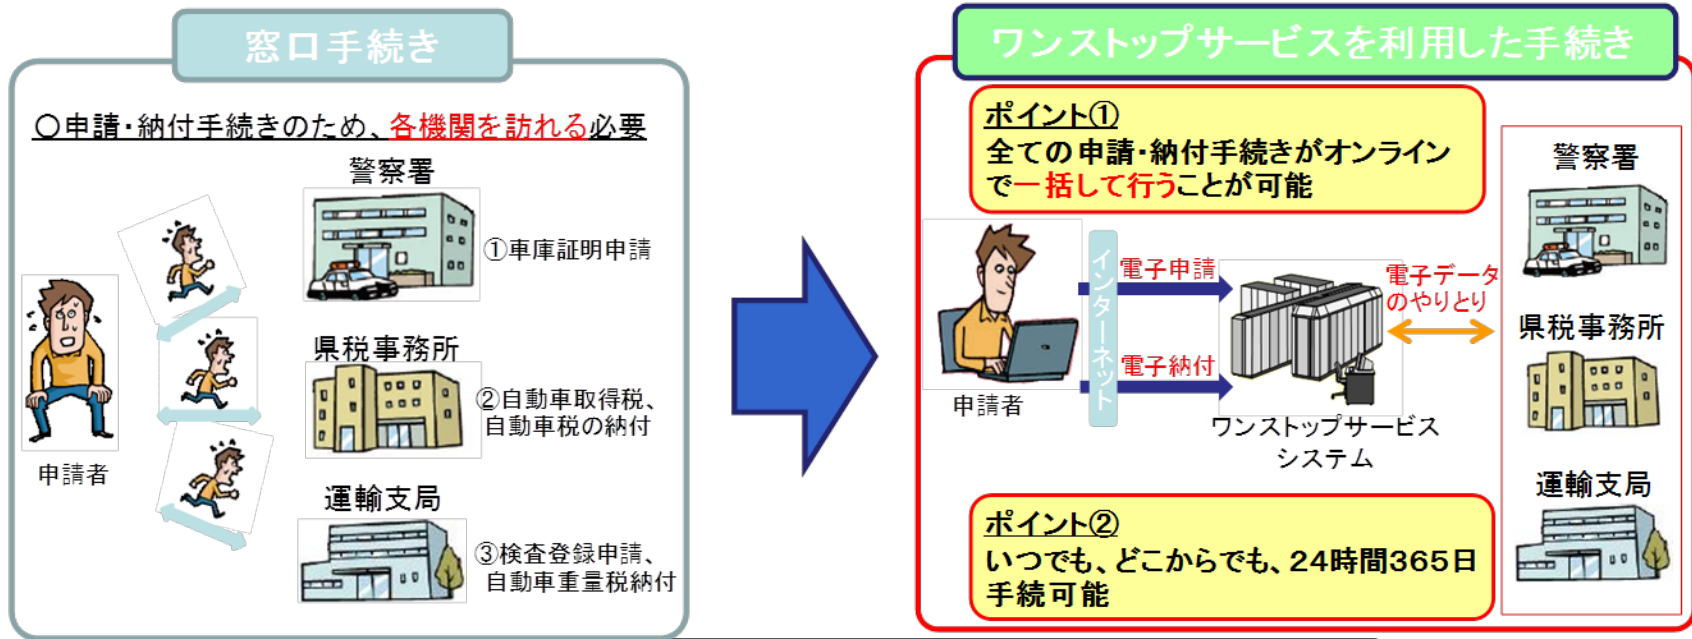 窓口手続き
○申請・納付手続きのため、各機関を訪れる必要
警察署
①車庫証明申請
県税事務所
②自動車取得税、
自動車税の納付
申請者
運輸支局
③検査登録申請、
自動車重量税納付
ワンストップサービスを利用した手続き
ポイント①
全ての申請・納付手続きがオンライン
で一括して行うことが可能
申請者
インターネット
電子申請
電子納付
ワンストップサービス
システム
電子データ
のやりとり
警察署
県税事務所
運輸支局
ポイント②
いつでも、どこからでも、24時間365日
手続可能